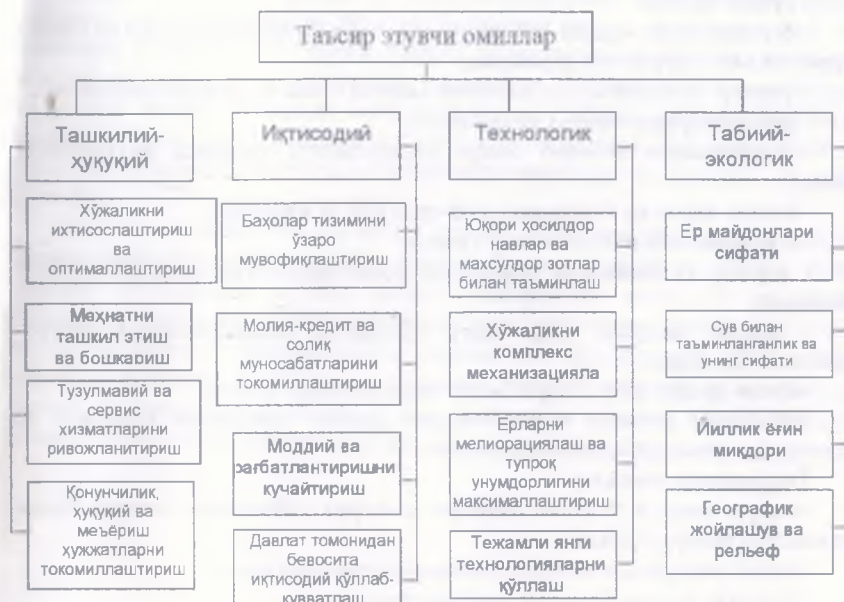 Таъсир этувчи омиллар
Ташкилий-
ҳуқуқий
Хўжаликни
ихтисослаштириш
ва
оптималлаштириш
Меҳнатни
ташкил этиш
ва бошкариш
Тузулмавий ва
сервис
хизматларини
ривожланитириш
Қонунчилик,
ҳуқуқий ва
меъёриш
ҳужжатларни
токомиллаштириш
Иқтисодий
Баҳолар тизимини
ўзаро
мувофиқлаштириш
Молия-кредит ва
солиқ
муносабатларини
токомиллаштириш
Моддий ва
рағбатлантиришни
кучайтириш
Давлат томонидан
бевосита
иқтисодий қўллаб-
қувватлаш
Технологик
Юқори ҳосилдор
навлар ва
махсулдор зотлар
билан таъминлаш
Хўжаликни
комплекс
механизацияла
Ерларни
мелиорациялаш ва
тупроқ
унумдорлигини
максималлаштириш
Тежамли янги
технологияларни
қўллаш
Табиий-
экологик
Ер майдонлари
сифати
Сув билан
таъминланганлик ва
унинг сифати
Йиллик ёғин
миқдори
Географик
жойлашув ва
рельеф